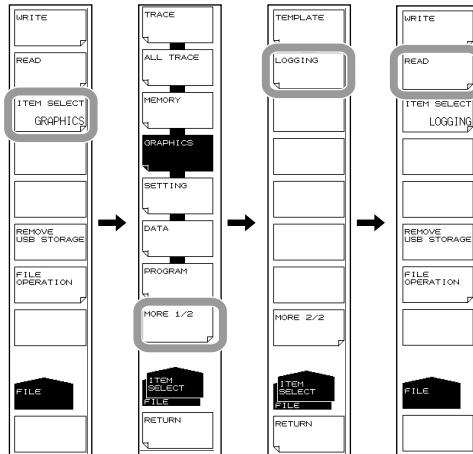 WRITE
READ
ITEM SELECT
GRAPHICS
REMOVE
USB STORAGE
FILE
OPERATION
FILE
TRACE
ALL TRACE
MEMORY
GRAPHICS
SETTING
DATA
PROGRAM
MORE 1/2
ITEM
SELECT
FILE
RETURN
TEMPLATE
LOGGING
MORE 2/2
ITEM
SELECT
FILE
RETURN
WRITE
READ
ITEM SELECT
LOGGING
REMOVE
USB STORAGE
FILE
OPERATION
FILE